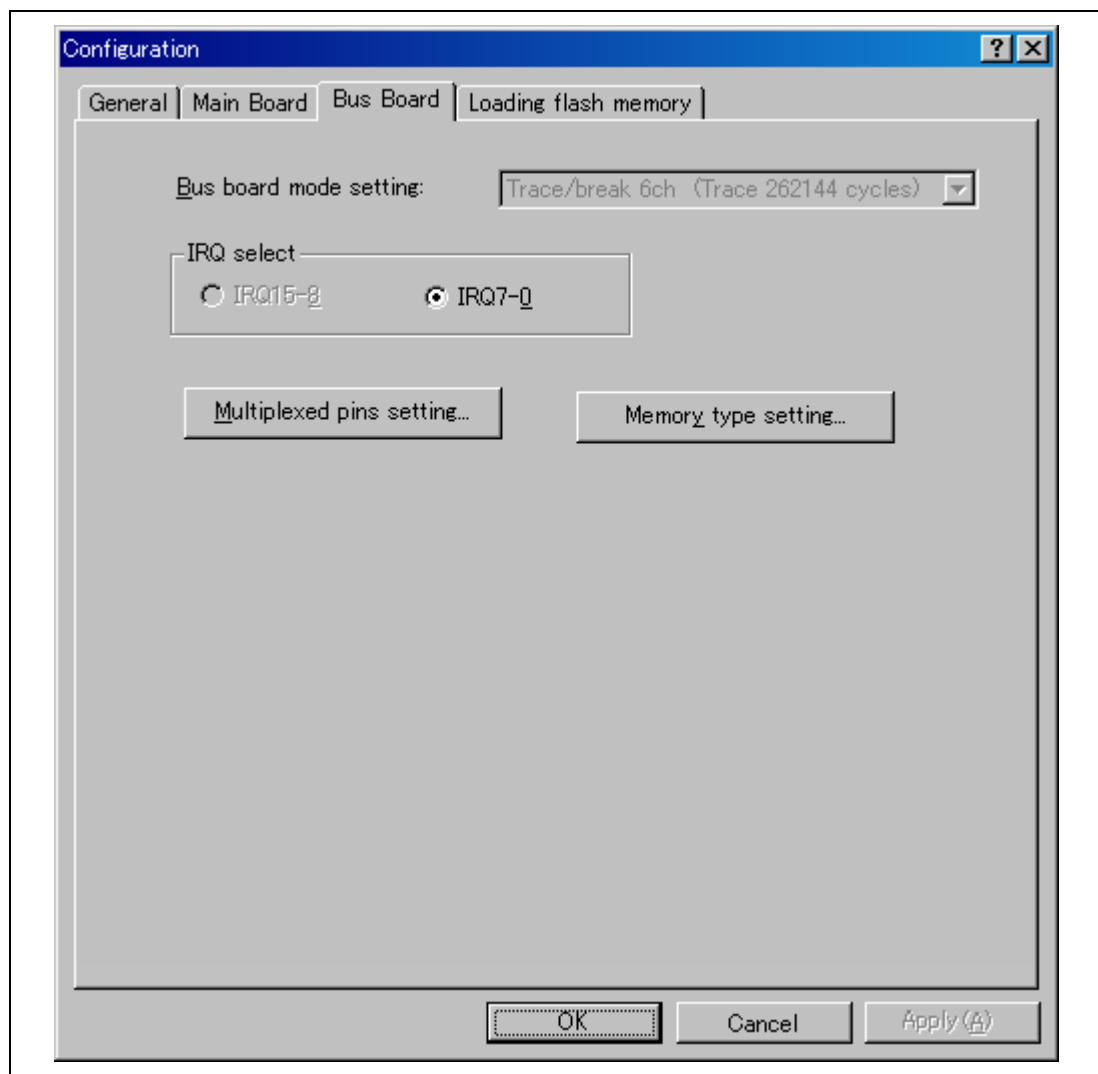 Configuration
General Main Board Bus Board Loading flash memory
Bus board mode setting: Trace/break 6ch (Trace 262144 cycles)
IRQ select
IRQ15-8 IRQ7-0
Multiplexed pins setting... Memory type setting...
OK Cancel Apply(A)